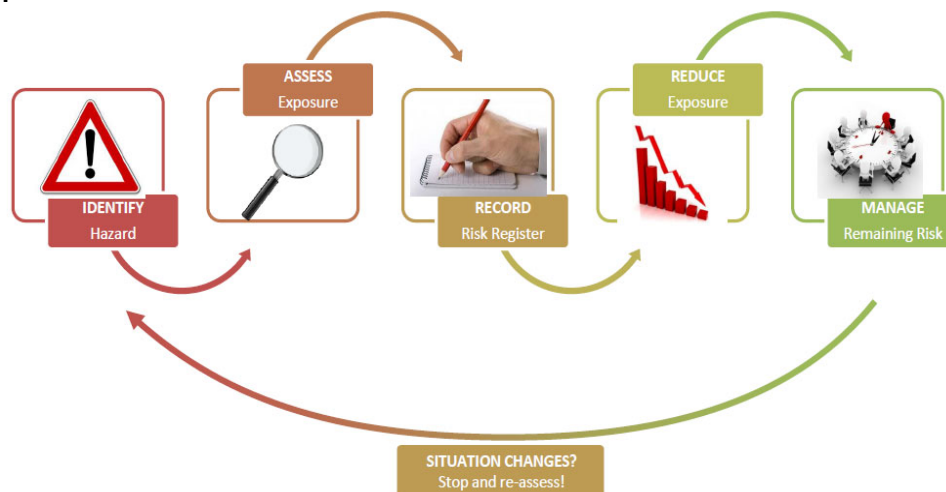 IDENTIFY
Hazard
ASSESS
Exposure
RECORD
Risk Register
REDUCE
Exposure
MANAGE
Remaining Risk
SITUATION CHANGES?
Stop and re-assess!